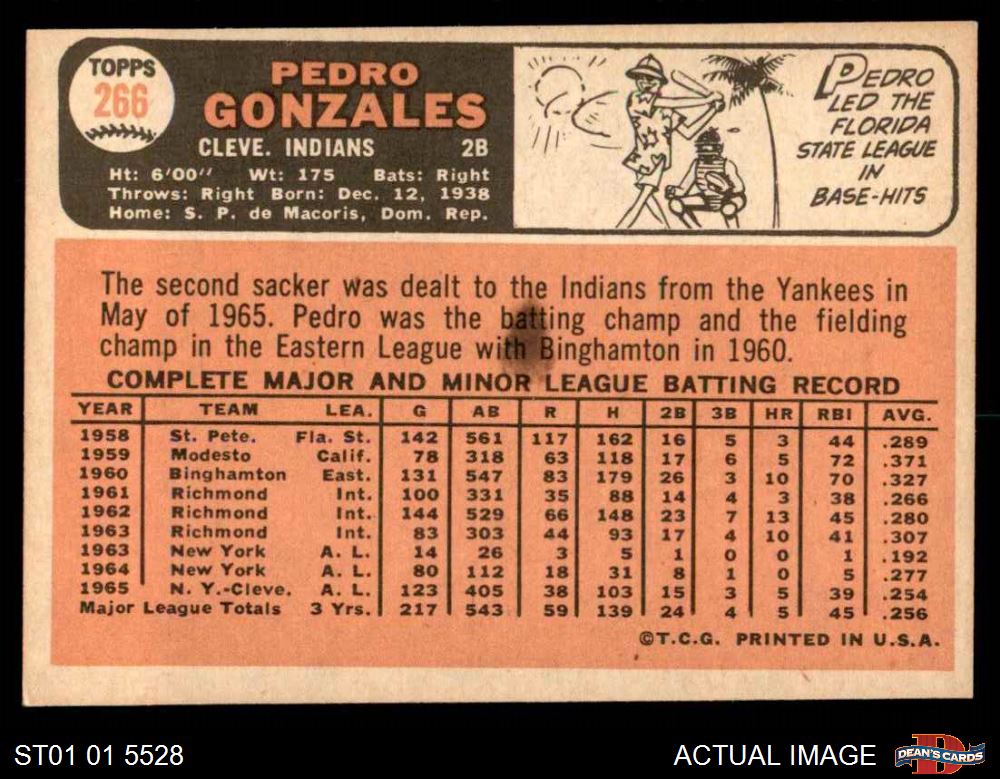 TOPPS
266
PEDRO
GONZALES
CLEVE. INDIANS 2B
Ht: 6'00" Wt: 175 Bats: Right
Throws: Right Born: Dec. 12, 1938
Home: S. P. de Macoris, Dom. Rep.
PEDRO
LED THE
FLORIDA
STATE LEAGUE
IN
BASE-HITS
The second sacker was dealt to the Indians from the Yankees in
May of 1965. Pedro was the batting champ and the fielding
champ in the Eastern League with Binghamton in 1960.
COMPLETE MAJOR AND MINOR LEAGUE BATTING RECORD
YEAR TEAM LEA. G AB R H 2B 3B HR RBI AVG.
1958 St. Pete. Fla. St. 142 561 117 162 16 5 3 44 .289
1959 Modesto Calif. 78 318 63 118 17 6 5 72 .371
1960 Binghamton East. 131 547 83 179 26 3 10 70 .327
1961 Richmond Int. 100 331 35 88 14 4 3 38 .266
1962 Richmond Int. 144 529 66 148 23 7 13 45 .280
1963 Richmond Int. 83 303 44 93 17 4 10 41 .307
1963 New York A. L. 14 26 3 5 1 0 0 1 .192
1964 New York A. L. 80 112 18 31 8 1 0 5 .277
1965 N. Y.-Cleve. A. L. 123 405 38 103 15 3 5 39 .254
Major League Totals 3 Yrs. 217 543 59 139 24 4 5 45 .256
©T.C.G. PRINTED IN U.S.A.
ST01 01 5528
ACTUAL IMAGE
D
DEAN'S CARDS